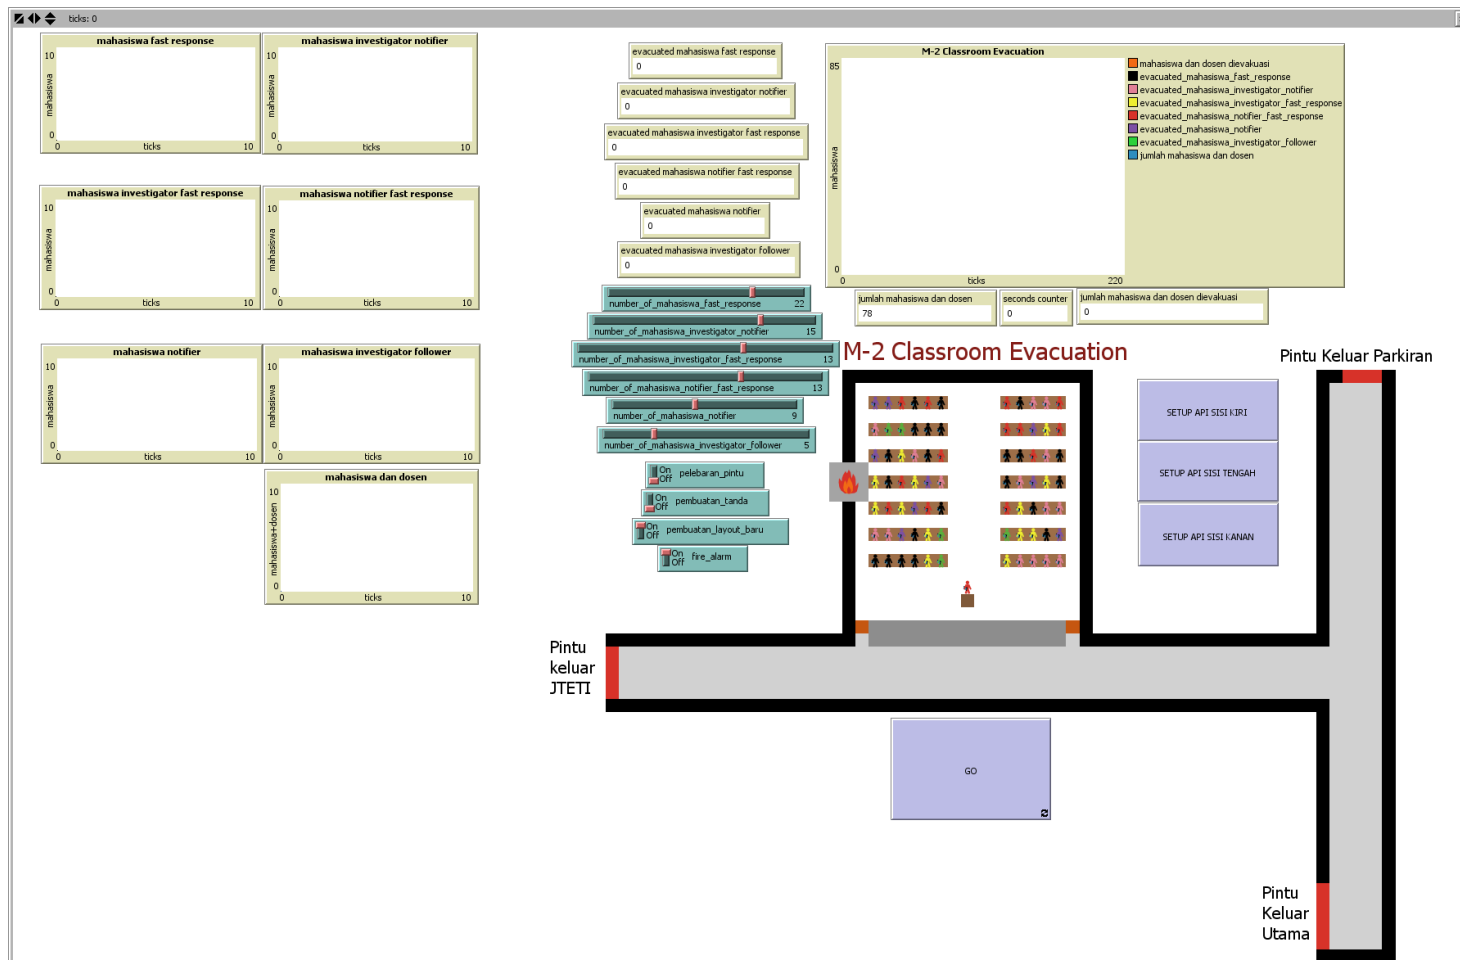 ticks: 0
mahasiswa fast response
10
mahasiswa
0
0
ticks
10
mahasiswa investigator notifier
10
mahasiswa
0
0
ticks
10
mahasiswa investigator fast response
10
mahasiswa
0
0
ticks
10
mahasiswa notifier fast response
10
mahasiswa
0
0
ticks
10
mahasiswa notifier
10
mahasiswa
0
0
ticks
10
mahasiswa investigator follower
10
mahasiswa
0
0
ticks
10
mahasiswa dan dosen
10
mahasiswa+dosen
0
0
ticks
10
evacuated mahasiswa fast response
0
evacuated mahasiswa investigator notifier
0
evacuated mahasiswa investigator fast response
0
evacuated mahasiswa notifier fast response
0
evacuated mahasiswa notifier
0
evacuated mahasiswa investigator follower
0
number_of_mahasiswa_fast_response 22
number_of_mahasiswa_investigator_notifier 15
number_of_mahasiswa_investigator_fast_response 13
number_of_mahasiswa_notifier_fast_response 13
number_of_mahasiswa_notifier 9
number_of_mahasiswa_investigator_follower 5
On
Off
pelebaran_pintu
On
Off
pembuatan_tanda
On
Off
pembuatan_layout_baru
On
Off
fire_alarm
M-2 Classroom Evacuation
85
mahasiswa
0
0
ticks
220
mahasiswa dan dosen dievakuasi
evacuated_mahasiswa_fast_response
evacuated_mahasiswa_investigator_notifier
evacuated_mahasiswa_investigator_fast_response
evacuated_mahasiswa_notifier_fast_response
evacuated_mahasiswa_notifier
evacuated_mahasiswa_investigator_follower
jumlah mahasiswa dan dosen
jumlah mahasiswa dan dosen
78
seconds counter
0
jumlah mahasiswa dan dosen dievakuasi
0
M-2 Classroom Evacuation
Pintu Keluar Parkiran
SETUP API SISI KIRI
SETUP API SISI TENGAH
SETUP API SISI KANAN
Pintu
keluar
JTETI
GO
Pintu
Keluar
Utama